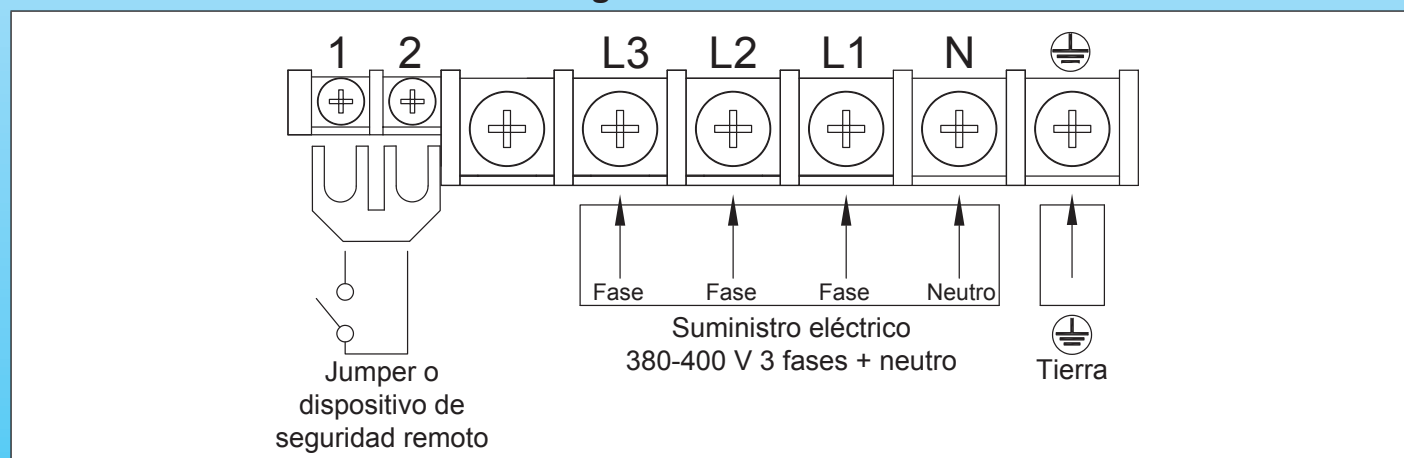 1 2 L3 L2 L1 N
Fase Fase Fase Neutro
Suministro eléctrico
380-400 V 3 fases + neutro
Tierra
Jumper o
dispositivo de
seguridad remoto